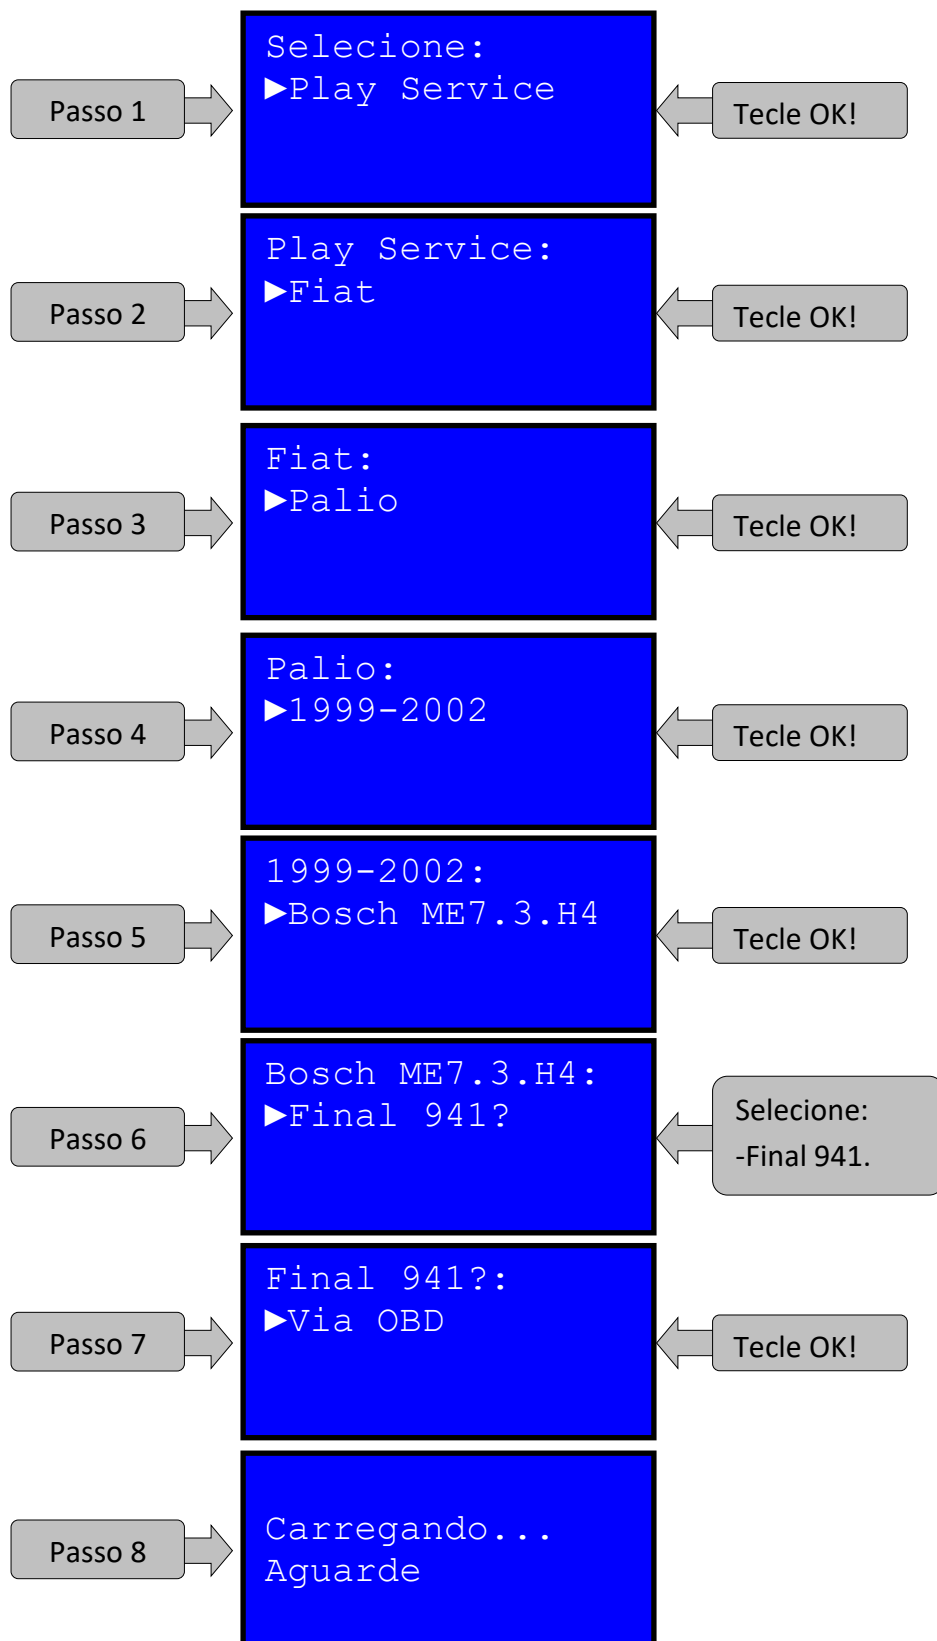 Passo 1
Selecione:
►Play Service
Tecle OK!
Passo 2
Play Service:
►Fiat
Tecle OK!
Passo 3
Fiat:
►Palio
Tecle OK!
Passo 4
Palio:
►1999-2002
Tecle OK!
Passo 5
1999-2002:
►Bosch ME7.3.H4
Tecle OK!
Passo 6
Bosch ME7.3.H4:
►Final 941?
Selecione:
-Final 941.
Passo 7
Final 941?:
►Via OBD
Tecle OK!
Passo 8
Carregando...
Aguarde